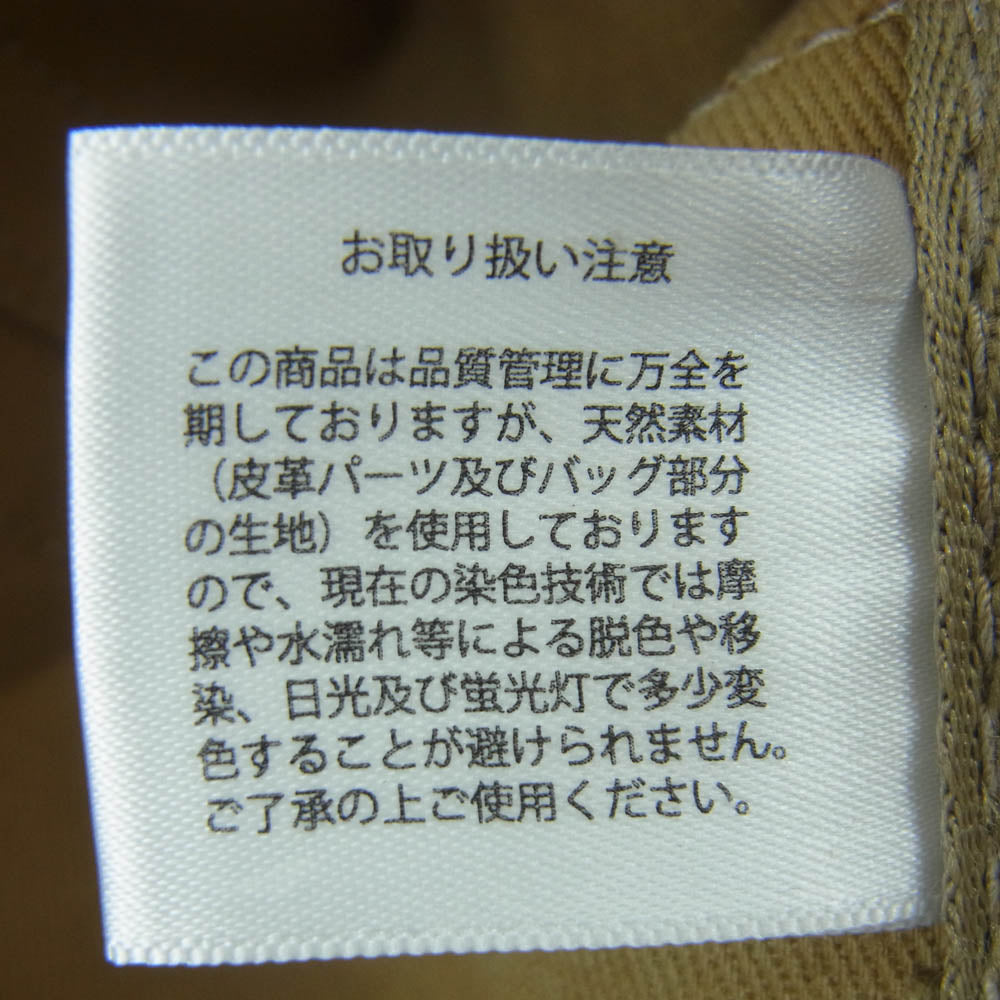 お取り扱い注意
この商品は品質管理に万全を
期しておりますが、天然素材
（皮革パーツ及びバッグ部分
の生地）を使用しております
ので、現在の染色技術では摩
擦や水濡れ等による脱色や移
染、日光及び蛍光灯で多少変
色することが避けられません。
ご了承の上ご使用ください。